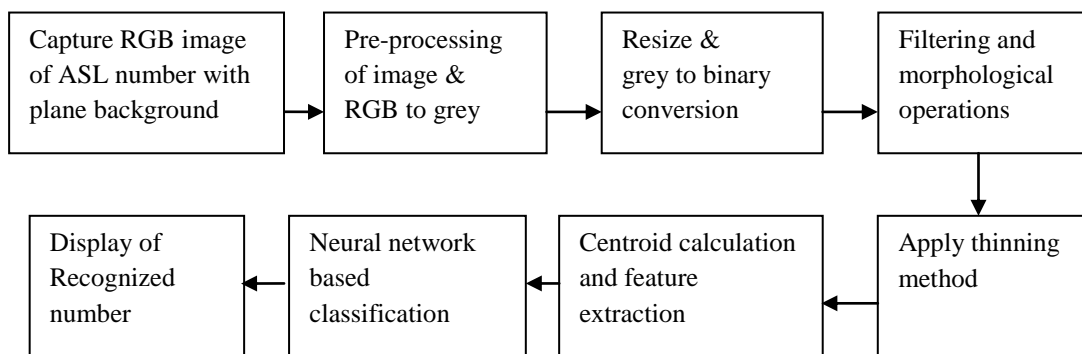 Capture RGB image
of ASL number with
plane background
Pre-processing
of image &
RGB to grey
Resize &
grey to binary
conversion
Filtering and
morphological
operations
Apply thinning
method
Centroid calculation
and feature
extraction
Neural network
based
classification
Display of
Recognized
number